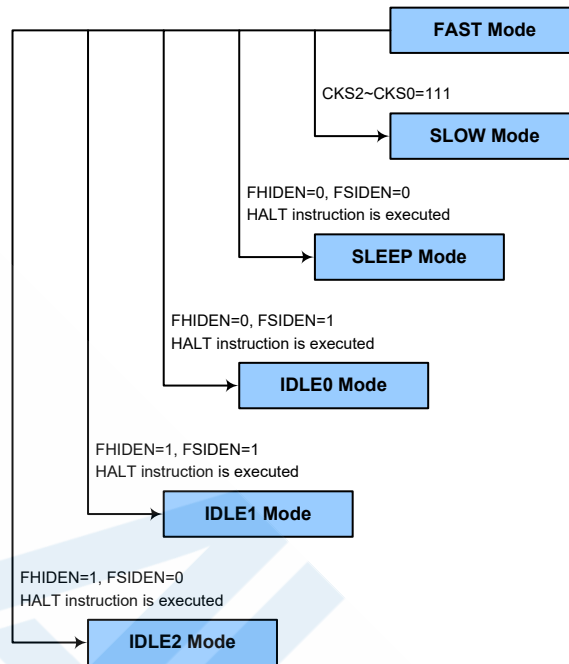 FAST Mode
CKS2~CKS0=111
SLOW Mode
FHIDEN=0, FSIDEN=0
HALT instruction is executed
SLEEP Mode
FHIDEN=0, FSIDEN=1
HALT instruction is executed
IDLE0 Mode
FHIDEN=1, FSIDEN=1
HALT instruction is executed
IDLE1 Mode
FHIDEN=1, FSIDEN=0
HALT instruction is executed
IDLE2 Mode